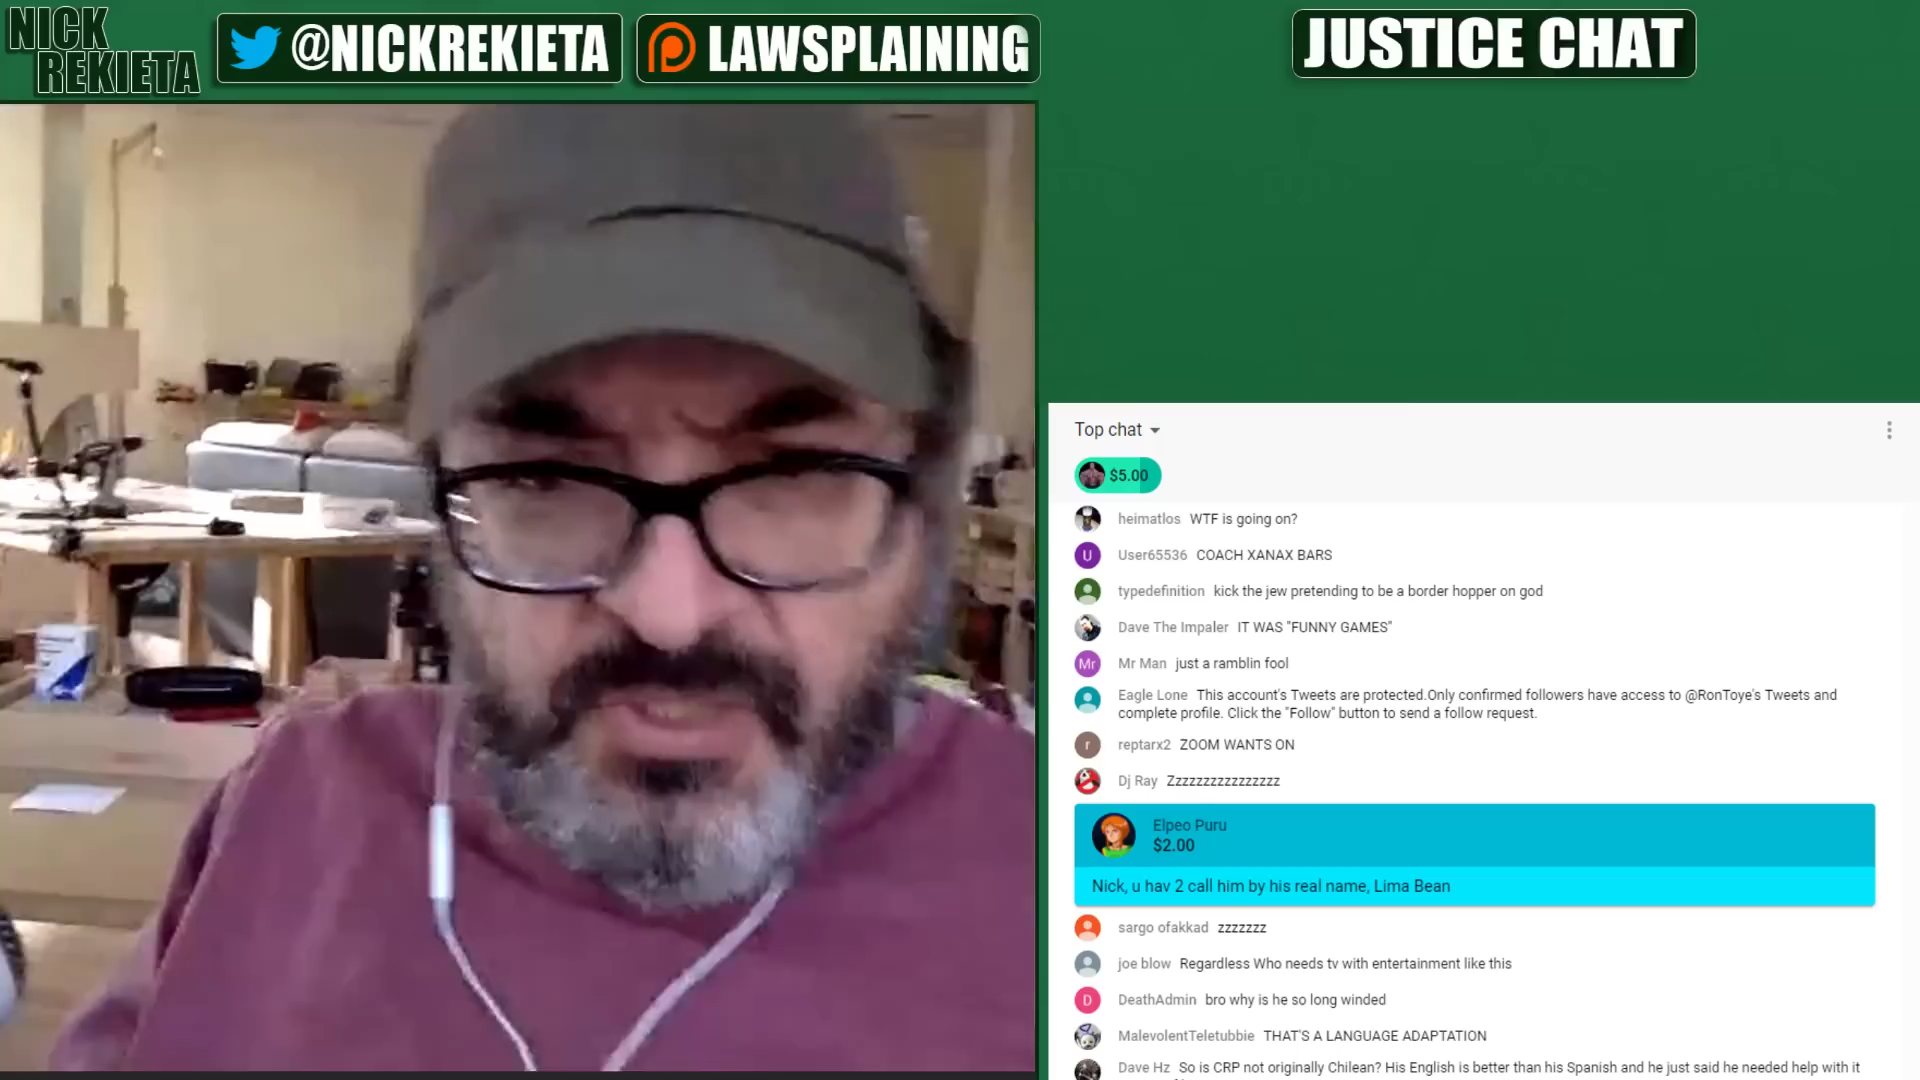 NICK
REKIETA
@NICKREKIETA
LAWSPLAINING
JUSTICE CHAT
Top chat
$5.00
heimatlos WTF is going on?
U User65536 COACH XANAX BARS
typedefinition kick the jew pretending to be a border hopper on god
Dave The Impaler IT WAS "FUNNY GAMES"
Mr Mr Man just a ramblin fool
Eagle Lone This account's Tweets are protected.Only confirmed followers have access to @RonToye's Tweets and
complete profile. Click the "Follow" button to send a follow request.
r reptarx2 ZOOM WANTS ON
Dj Ray Zzzzzzzzzzzzzzzz
Elpeo Puru
$2.00
Nick, u hav 2 call him by his real name, Lima Bean
sargo ofakkad zzzzzzz
joe blow Regardless Who needs tv with entertainment like this
D DeathAdmin bro why is he so long winded
MalevolentTeletubbie THAT'S A LANGUAGE ADAPTATION
Dave Hz So is CRP not originally Chilean? His English is better than his Spanish and he just said he needed help with it